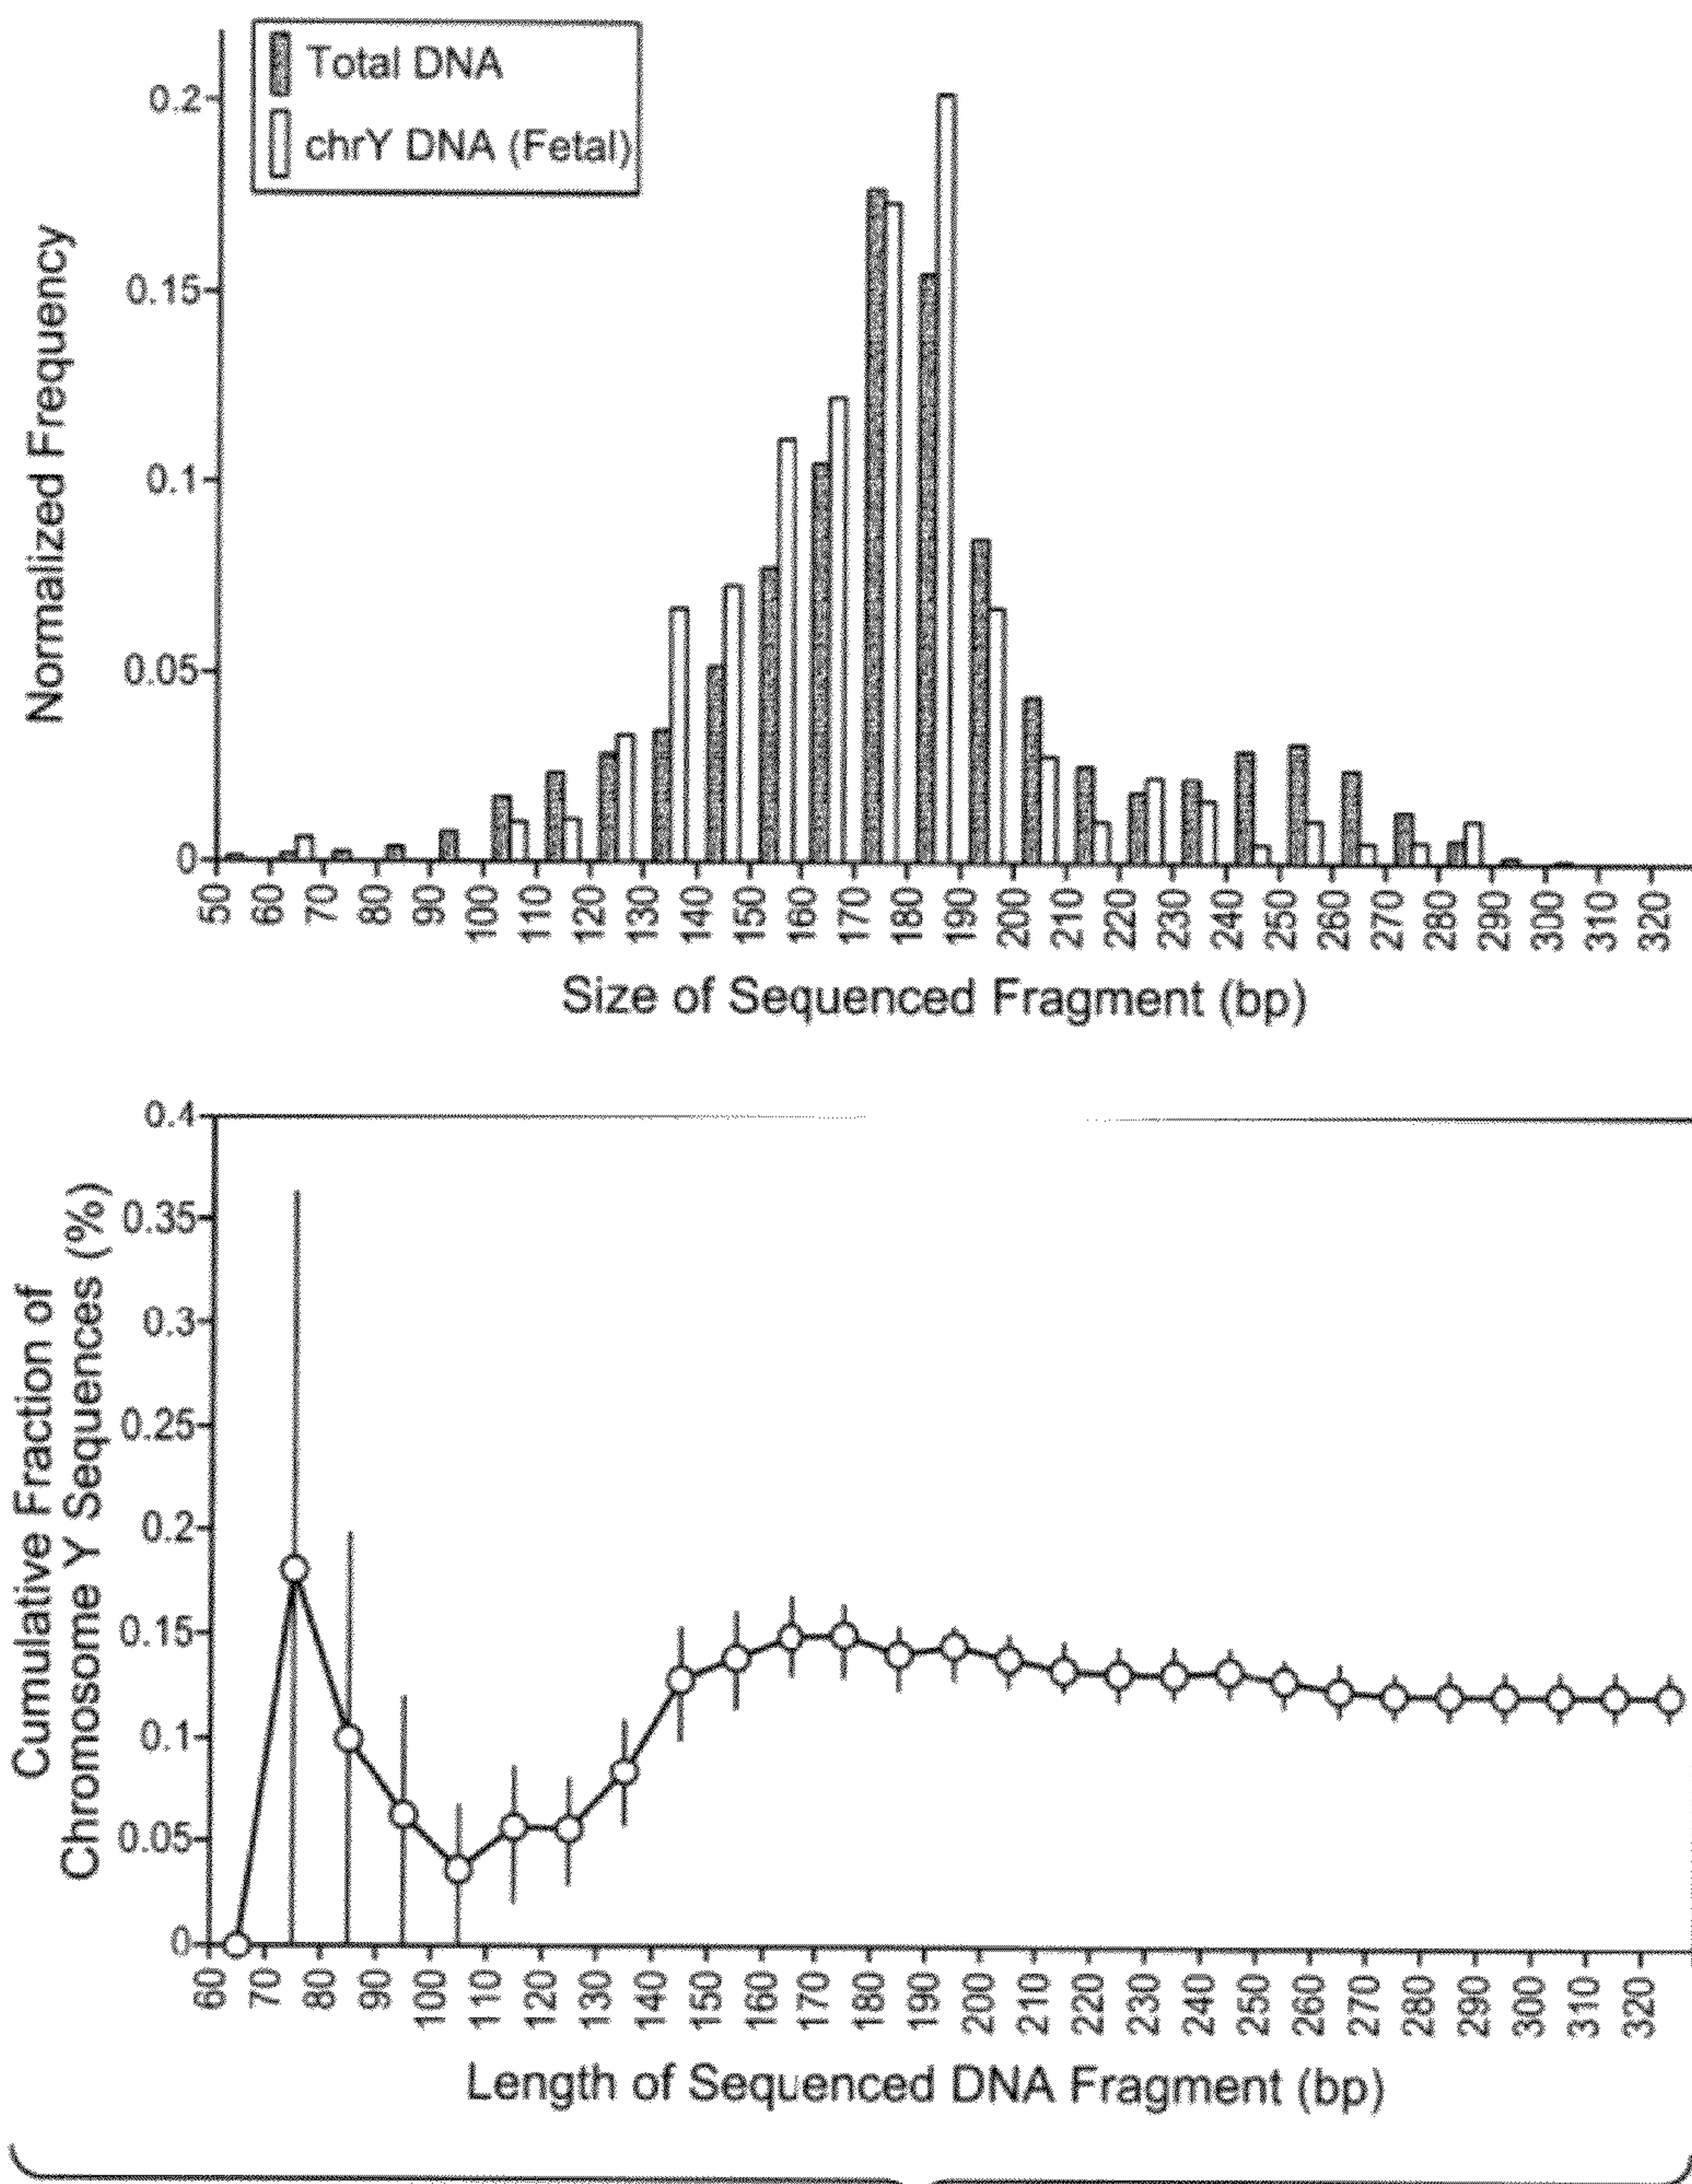 Total DNA
chrY DNA (Fetal)
Normalized Frequency
0.2
0.15
0.1
0.05
0
50 60 70 80 90 100 110 120 130 140 150 160 170 180 190 200 210 220 230 240 250 260 270 280 290 300 310 320
Size of Sequenced Fragment (bp)
Cumulative Fraction of
Chromosome Y Sequences (%)
0.4
0.35
0.3
0.25
0.2
0.15
0.1
0.05
0
60 70 80 90 100 110 120 130 140 150 160 170 180 190 200 210 220 230 240 250 260 270 280 290 300 310 320
Length of Sequenced DNA Fragment (bp)